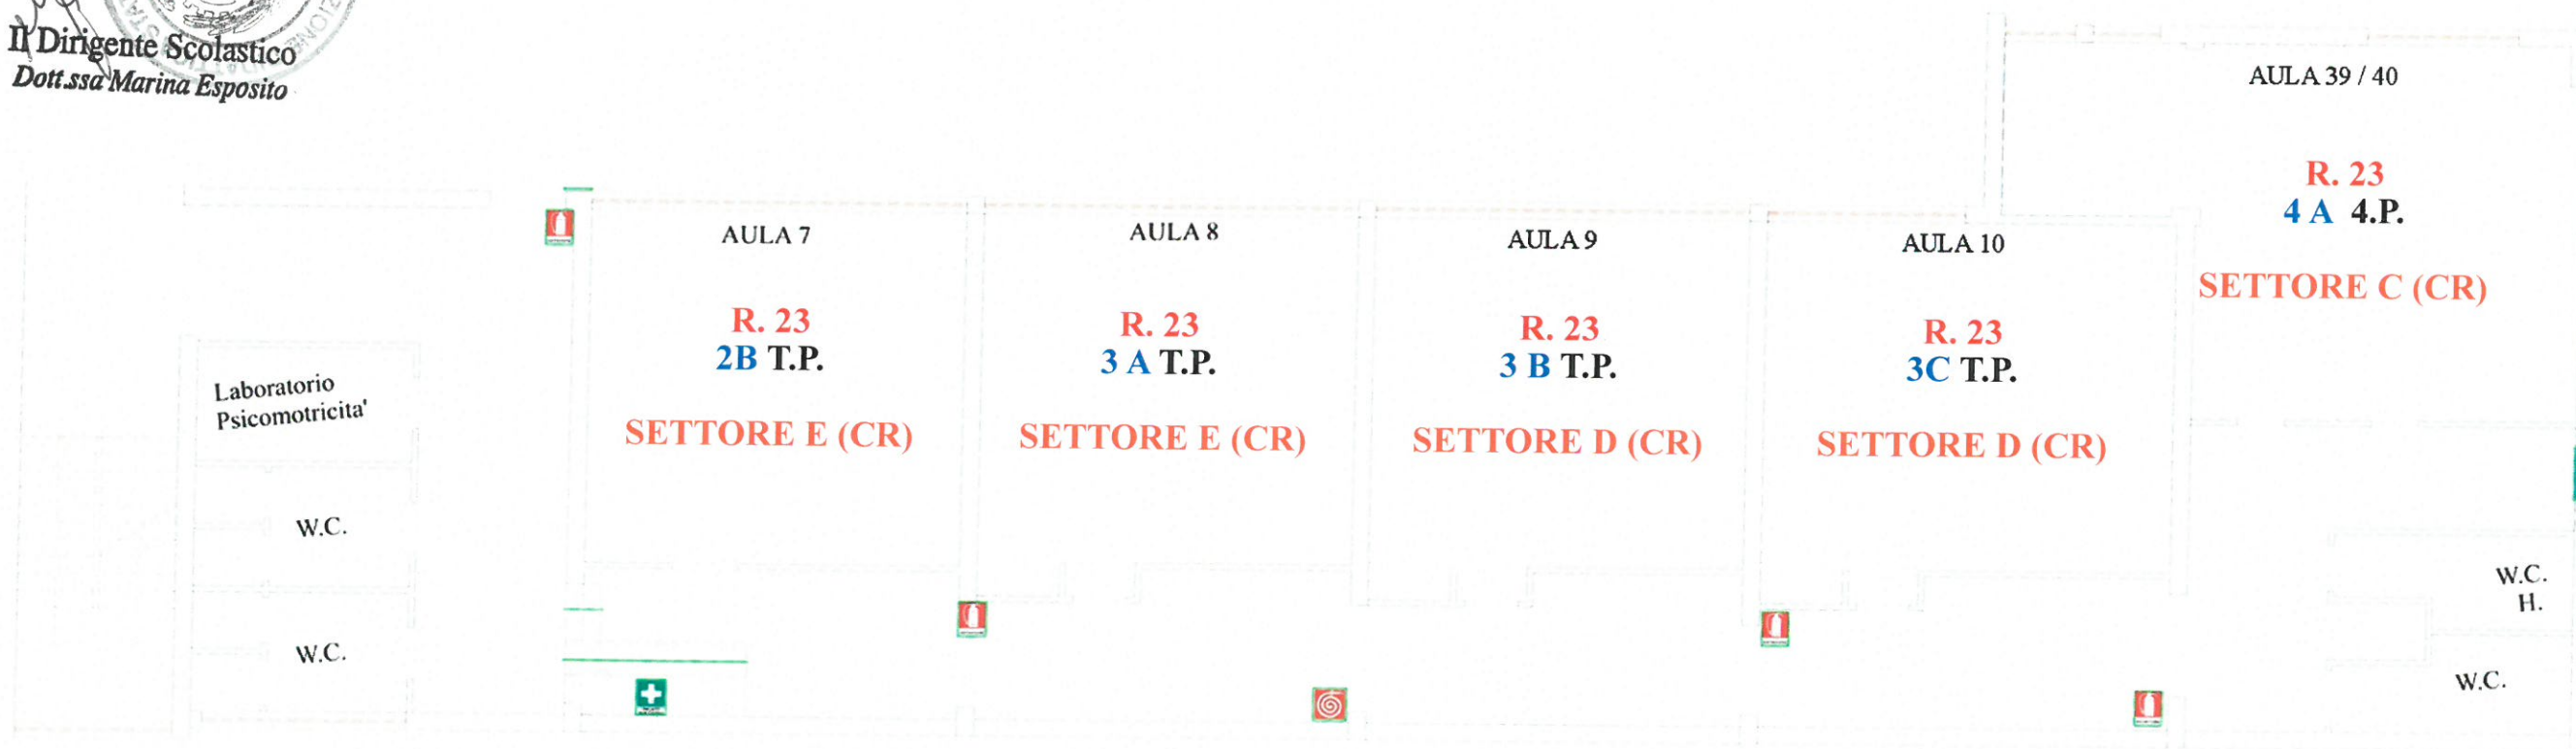 Il Dirigente Scolastico
Dott.ssa Marina Esposito
AULA 39 / 40
R. 23
4 A 4.P.
SETTORE C (CR)
AULA 7
R. 23
2B T.P.
SETTORE E (CR)
AULA 8
R. 23
3 A T.P.
SETTORE E (CR)
AULA 9
R. 23
3 B T.P.
SETTORE D (CR)
AULA 10
R. 23
3C T.P.
SETTORE D (CR)
Laboratorio
Psicomotricita'
W.C.
W.C.
W.C.
H.
W.C.